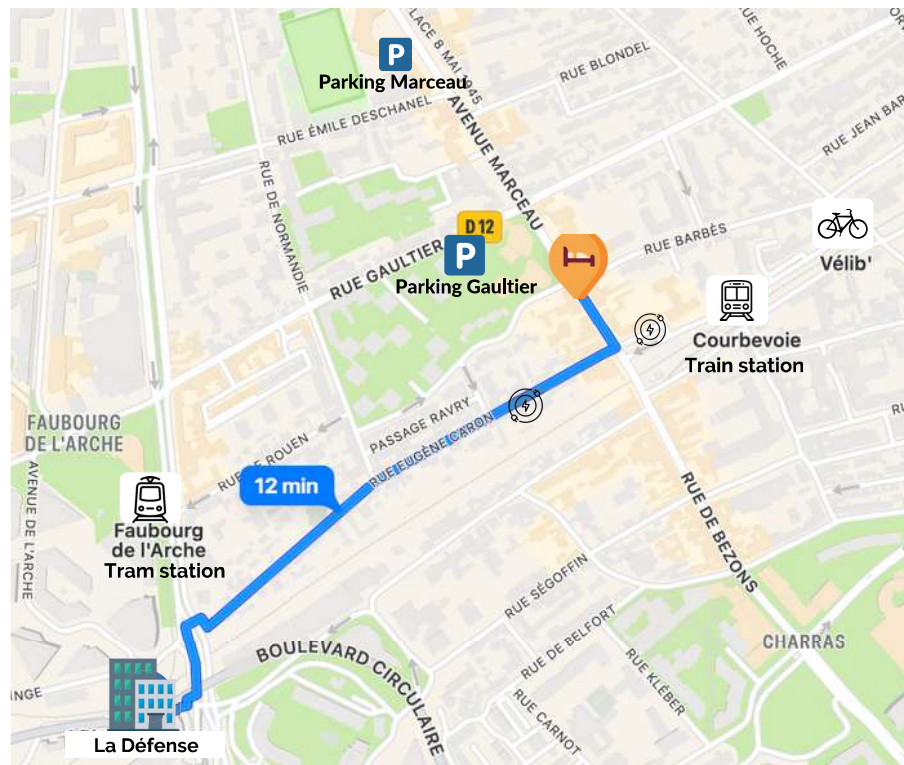 PLACE 8 MAI 1945
P
Parking Marceau
RUE HOCHE
RUE BLONDEL
AVENUE MARCEAU
RUE ÉMILE DESCHANEL
RUE JEAN BAR
RUE DE NORMANDIE
D 12
P
RUE GAULTIER
Parking Gaultier
RUE BARBÈS
Vélib'
Courbevoie
Train station
FAUBOURG
DE L'ARCHE
PASSAGE RAVRY
RUE EUGÈNE CARON
RUE DE ROUEN
12 min
AVENUE DE L'ARCHE
Faubourg
de l'Arche
Tram station
RUE DE BEZONS
RUE SÉGOFFIN
RUE DE BELFORT
CHARRAS
BOULEVARD CIRCULAIRE
RUE KLÉBER
RUE CARNOT
La Défense